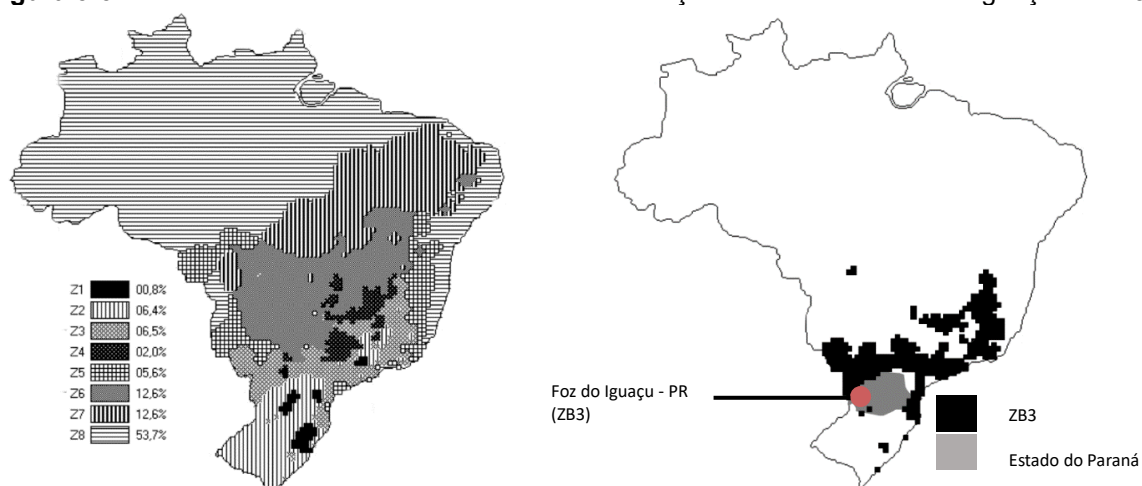 Z1 00,8%
Z2 06,4%
Z3 06,5%
Z4 02,0%
Z5 05,6%
Z6 12,6%
Z7 12,6%
Z8 53,7%
Foz do Iguaçu - PR
(ZB3)
ZB3
Estado do Paraná